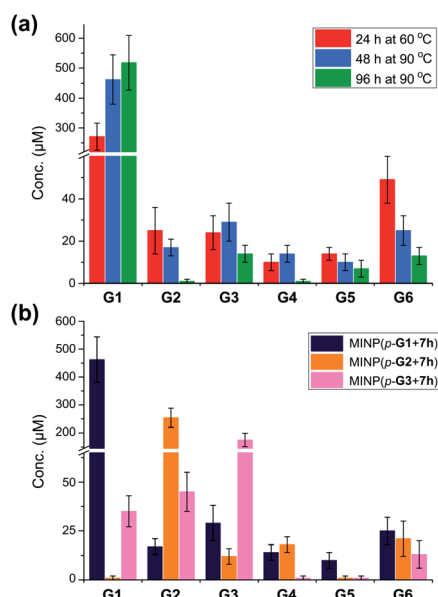 (a)
600
500
400
300
40
20
0
Conc. (µM)
24 h at 60 °C
48 h at 90 °C
96 h at 90 °C
G1 G2 G3 G4 G5 G6
(b)
600
500
400
300
200
50
25
0
Conc. (µM)
MINP(p-G1+7h)
MINP(p-G2+7h)
MINP(p-G3+7h)
G1 G2 G3 G4 G5 G6